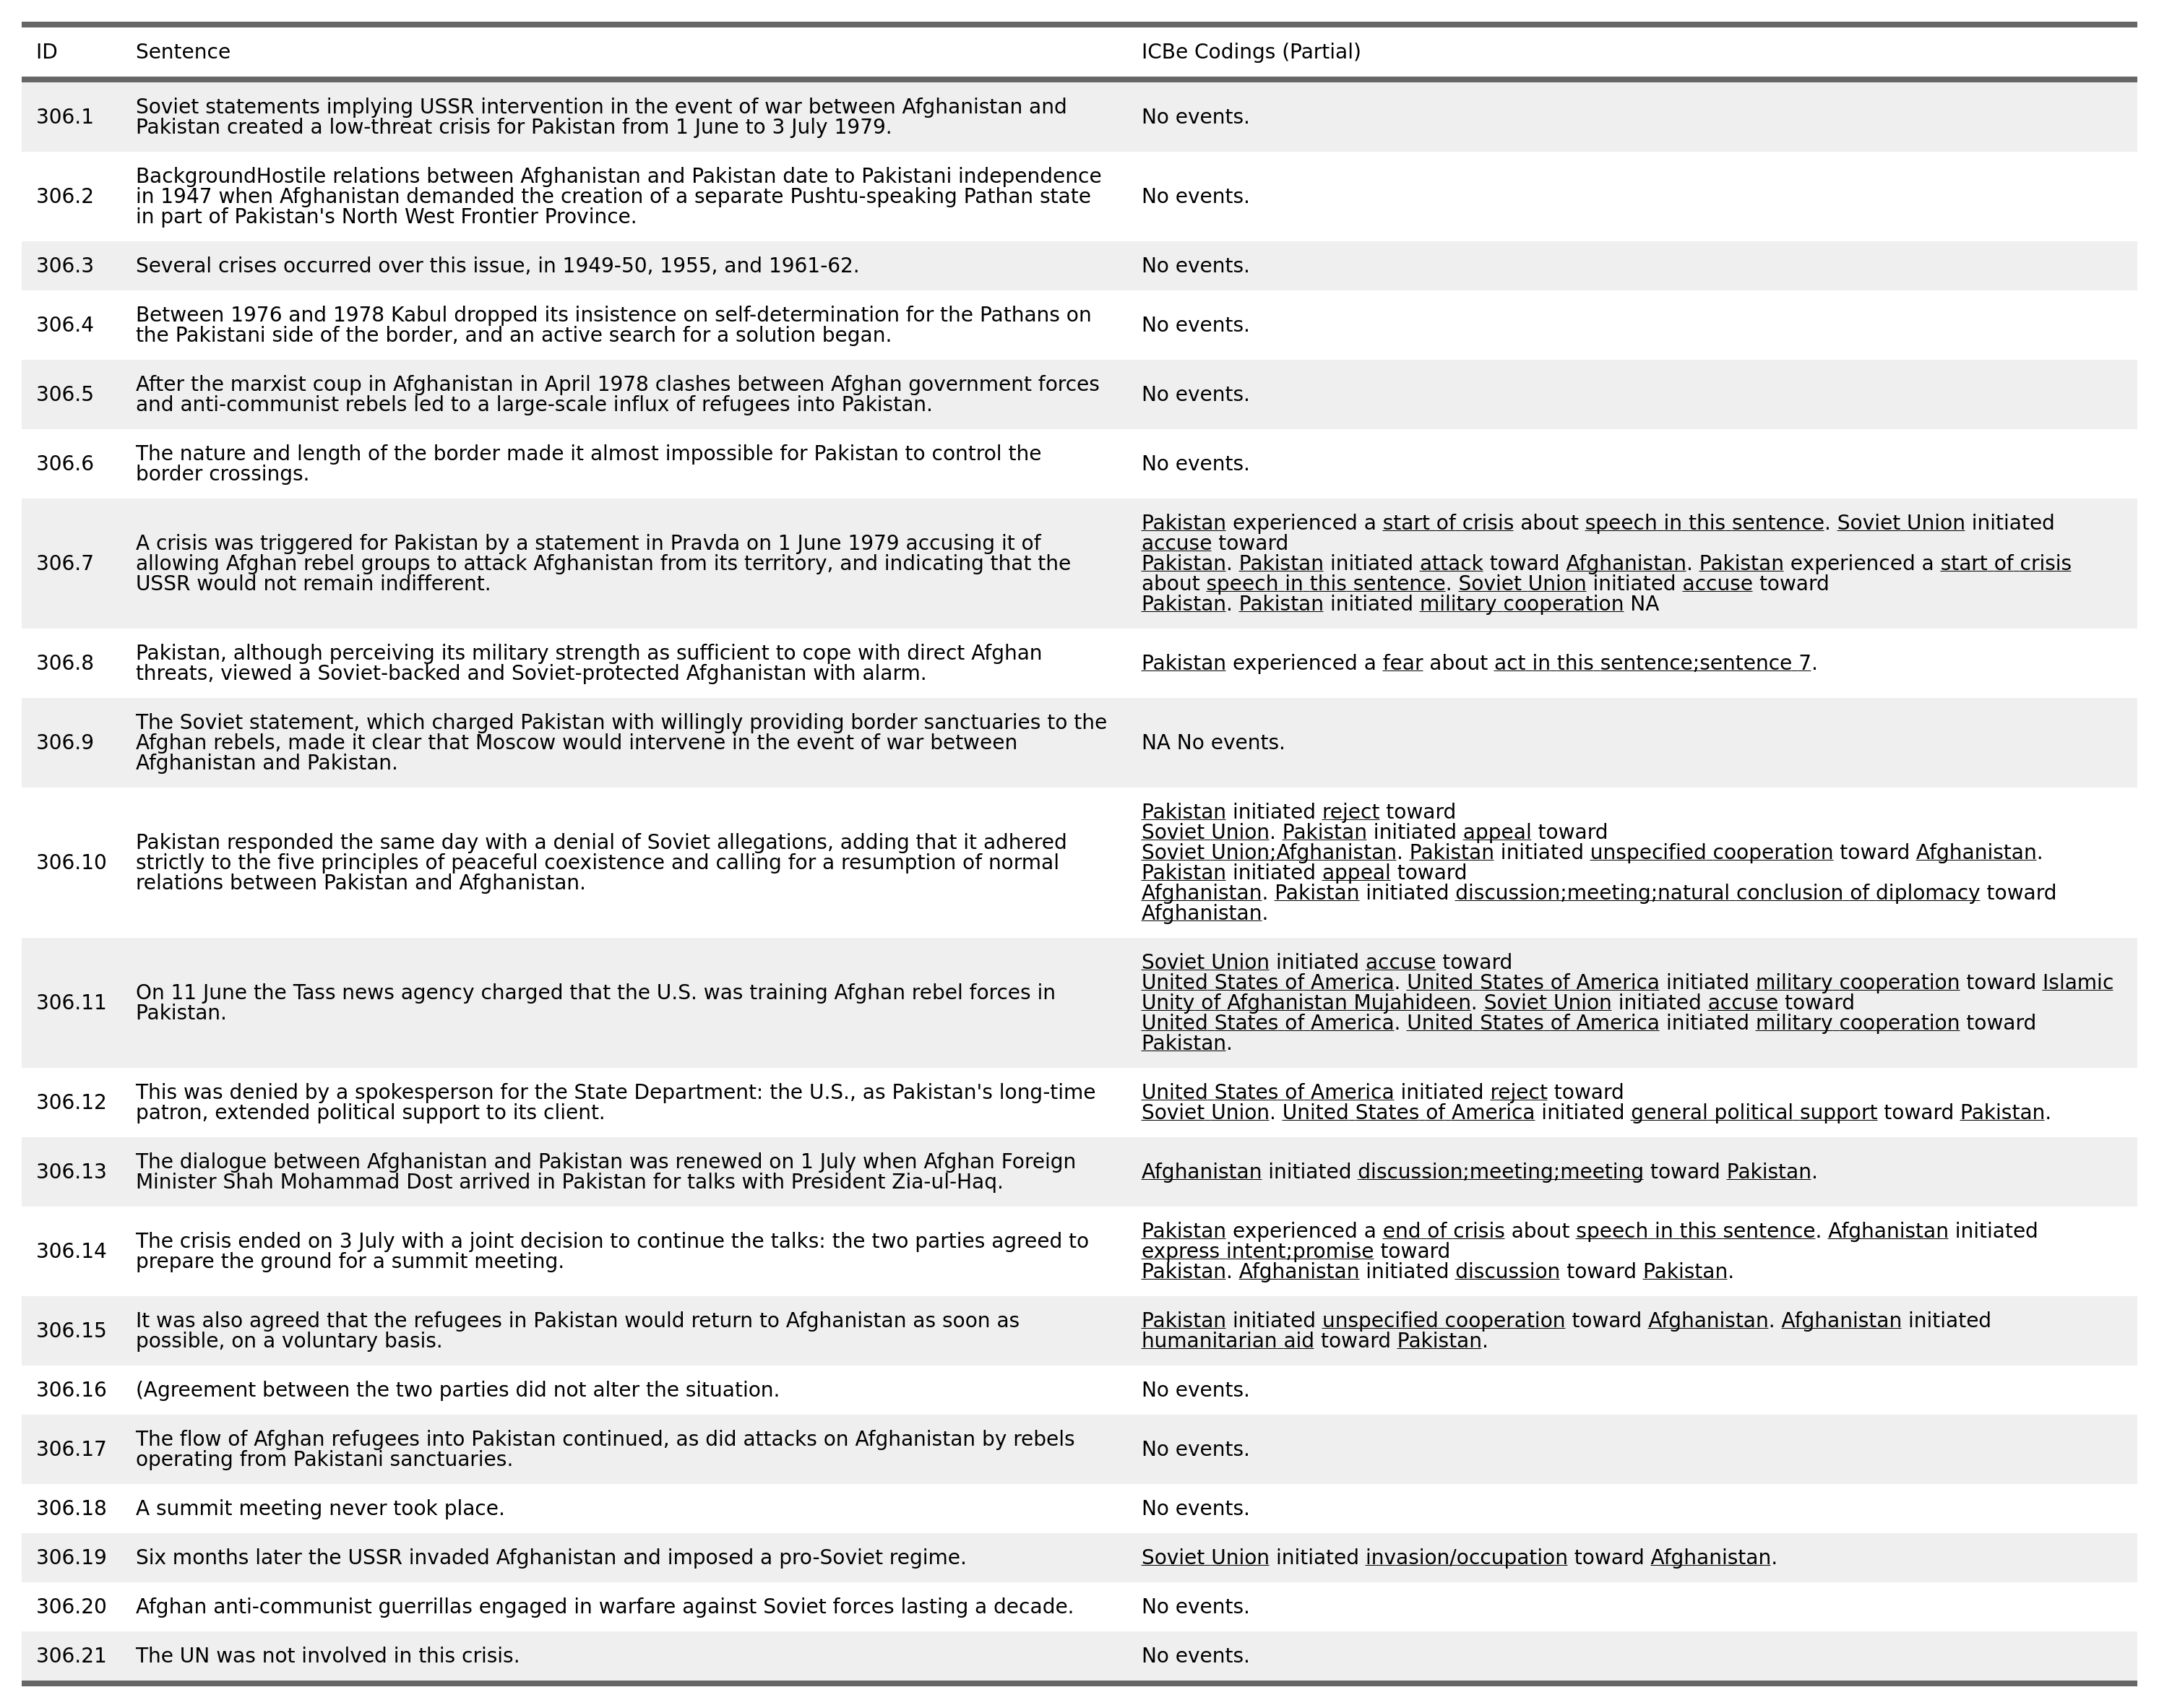 ID Sentence ICBe Codings (Partial)
306.1
Soviet statements implying USSR intervention in the event of war between Afghanistan and
Pakistan created a low-threat crisis for Pakistan from 1 June to 3 July 1979.
No events.
306.2
BackgroundHostile relations between Afghanistan and Pakistan date to Pakistani independence
in 1947 when Afghanistan demanded the creation of a separate Pushtu-speaking Pathan state
in part of Pakistan's North West Frontier Province.
No events.
306.3
Several crises occurred over this issue, in 1949-50, 1955, and 1961-62.
No events.
306.4
Between 1976 and 1978 Kabul dropped its insistence on self-determination for the Pathans on
the Pakistani side of the border, and an active search for a solution began.
No events.
306.5
After the marxist coup in Afghanistan in April 1978 clashes between Afghan government forces
and anti-communist rebels led to a large-scale influx of refugees into Pakistan.
No events.
306.6
The nature and length of the border made it almost impossible for Pakistan to control the
border crossings.
No events.
306.7
A crisis was triggered for Pakistan by a statement in Pravda on 1 June 1979 accusing it of
allowing Afghan rebel groups to attack Afghanistan from its territory, and indicating that the
USSR would not remain indifferent.
Pakistan experienced a start of crisis about speech in this sentence. Soviet Union initiated
accuse toward
Pakistan. Pakistan initiated attack toward Afghanistan. Pakistan experienced a start of crisis
about speech in this sentence. Soviet Union initiated accuse toward
Pakistan. Pakistan initiated military cooperation NA
306.8
Pakistan, although perceiving its military strength as sufficient to cope with direct Afghan
threats, viewed a Soviet-backed and Soviet-protected Afghanistan with alarm.
Pakistan experienced a fear about act in this sentence;sentence 7.
306.9
The Soviet statement, which charged Pakistan with willingly providing border sanctuaries to the
Afghan rebels, made it clear that Moscow would intervene in the event of war between
Afghanistan and Pakistan.
NA No events.
306.10
Pakistan responded the same day with a denial of Soviet allegations, adding that it adhered
strictly to the five principles of peaceful coexistence and calling for a resumption of normal
relations between Pakistan and Afghanistan.
Pakistan initiated reject toward
Soviet Union. Pakistan initiated appeal toward
Soviet Union;Afghanistan. Pakistan initiated unspecified cooperation toward Afghanistan.
Pakistan initiated appeal toward
Afghanistan. Pakistan initiated discussion;meeting;natural conclusion of diplomacy toward
Afghanistan.
306.11
On 11 June the Tass news agency charged that the U.S. was training Afghan rebel forces in
Pakistan.
Soviet Union initiated accuse toward
United States of America. United States of America initiated military cooperation toward Islamic
Unity of Afghanistan Mujahideen. Soviet Union initiated accuse toward
United States of America. United States of America initiated military cooperation toward
Pakistan.
306.12
This was denied by a spokesperson for the State Department: the U.S., as Pakistan's long-time
patron, extended political support to its client.
United States of America initiated reject toward
Soviet Union. United States of America initiated general political support toward Pakistan.
306.13
The dialogue between Afghanistan and Pakistan was renewed on 1 July when Afghan Foreign
Minister Shah Mohammad Dost arrived in Pakistan for talks with President Zia-ul-Haq.
Afghanistan initiated discussion;meeting;meeting toward Pakistan.
306.14
The crisis ended on 3 July with a joint decision to continue the talks: the two parties agreed to
prepare the ground for a summit meeting.
Pakistan experienced a end of crisis about speech in this sentence. Afghanistan initiated
express intent;promise toward
Pakistan. Afghanistan initiated discussion toward Pakistan.
306.15
It was also agreed that the refugees in Pakistan would return to Afghanistan as soon as
possible, on a voluntary basis.
Pakistan initiated unspecified cooperation toward Afghanistan. Afghanistan initiated
humanitarian aid toward Pakistan.
306.16
(Agreement between the two parties did not alter the situation.
No events.
306.17
The flow of Afghan refugees into Pakistan continued, as did attacks on Afghanistan by rebels
operating from Pakistani sanctuaries.
No events.
306.18
A summit meeting never took place.
No events.
306.19
Six months later the USSR invaded Afghanistan and imposed a pro-Soviet regime.
Soviet Union initiated invasion/occupation toward Afghanistan.
306.20
Afghan anti-communist guerrillas engaged in warfare against Soviet forces lasting a decade.
No events.
306.21
The UN was not involved in this crisis.
No events.